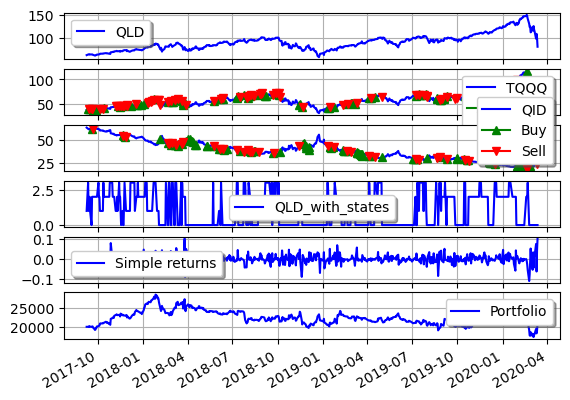 150
100
QLD
100
50
TQQQ
QID
Buy
Sell
50
25
2.5
0.0
QLD_with_states
0.1
0.0
−0.1
Simple returns
25000
20000
Portfolio
2017-10 2018-01 2018-04 2018-07 2018-10 2019-01 2019-04 2019-07 2019-10 2020-01 2020-04